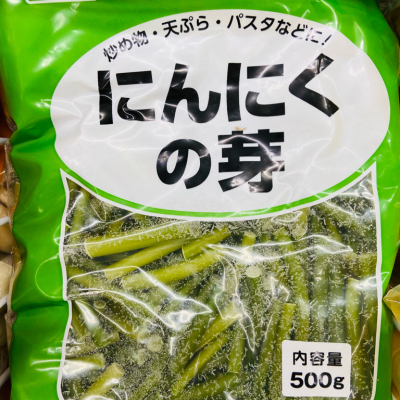 炒め物・天ぷら・パスタなどに!
にんにく
の芽
内容量
500g